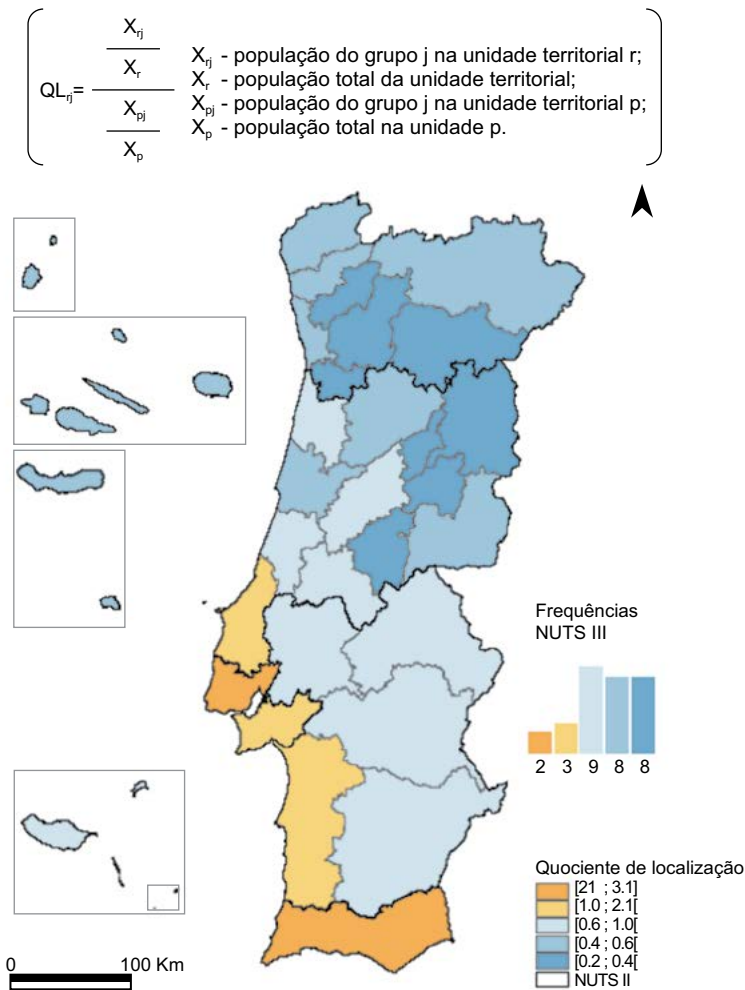 QL_rj= X_rj / X_r / X_pj / X_p
X_rj - população do grupo j na unidade territorial r;
X_r - população total da unidade territorial;
X_pj - população do grupo j na unidade territorial p;
X_p - população total na unidade p.
Frequências
NUTS III
2 3 9 8 8
Quociente de localização
[21 ; 3.1]
[1.0 ; 2.1[
[0.6 ; 1.0[
[0.4 ; 0.6[
[0.2 ; 0.4[
NUTS II
0 100 Km